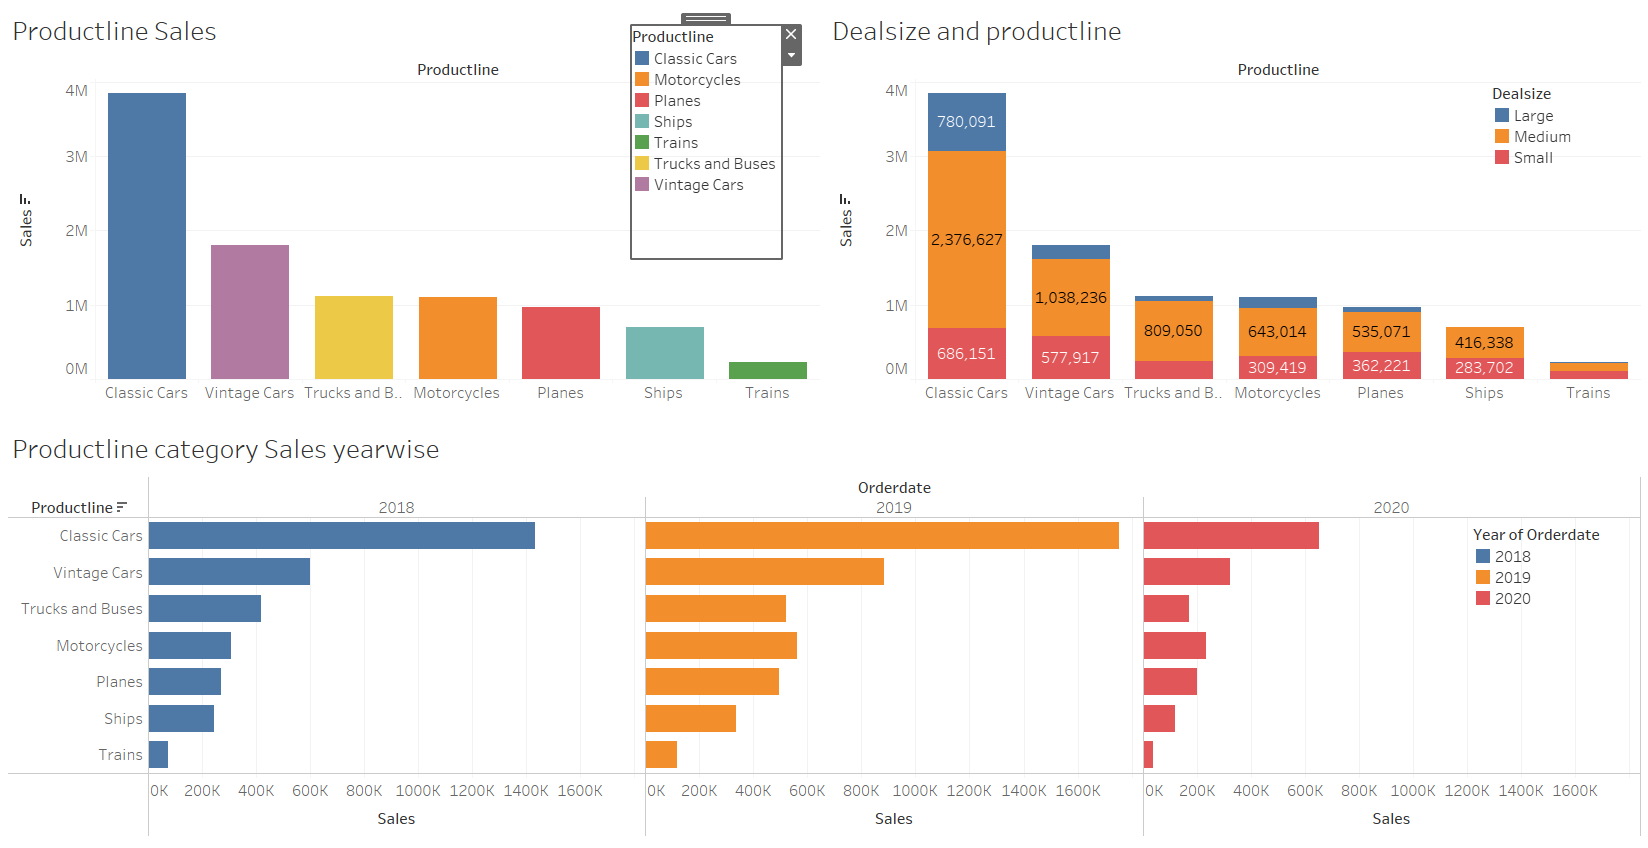 Productline Sales
Productline
4M
3M
2M
1M
0M
Sales
Classic Cars
Vintage Cars
Trucks and B..
Motorcycles
Planes
Ships
Trains
Productline
Classic Cars
Motorcycles
Planes
Ships
Trains
Trucks and Buses
Vintage Cars
Dealsize and productline
Productline
4M
3M
2M
1M
0M
Sales
780,091
2,376,627
686,151
1,038,236
577,917
809,050
643,014
309,419
535,071
362,221
416,338
283,702
Classic Cars
Vintage Cars
Trucks and B..
Motorcycles
Planes
Ships
Trains
Dealsize
Large
Medium
Small
Productline category Sales yearwise
Orderdate
Productline
2018
2019
2020
Classic Cars
Vintage Cars
Trucks and Buses
Motorcycles
Planes
Ships
Trains
Year of Orderdate
2018
2019
2020
0K 200K 400K 600K 800K 1000K 1200K 1400K 1600K
0K 200K 400K 600K 800K 1000K 1200K 1400K 1600K
0K 200K 400K 600K 800K 1000K 1200K 1400K 1600K
Sales
Sales
Sales